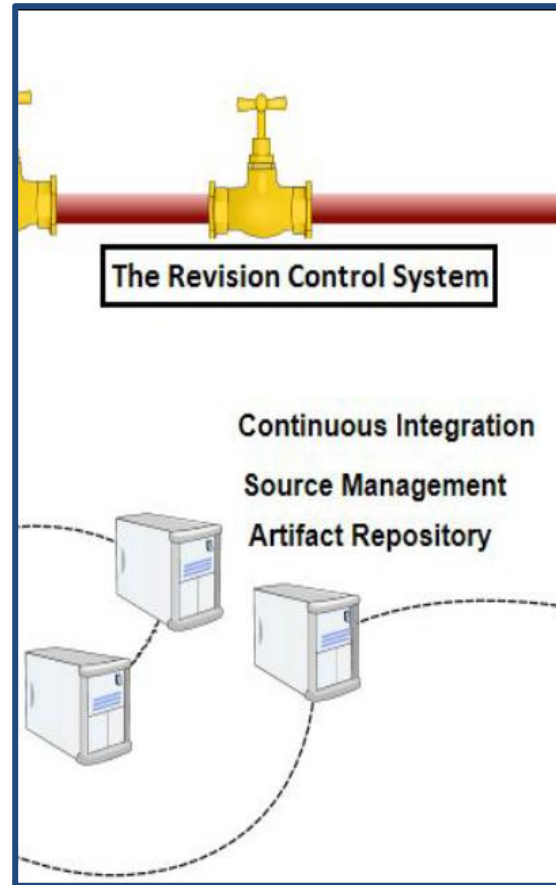 The Revision Control System
Continuous Integration
Source Management
Artifact Repository